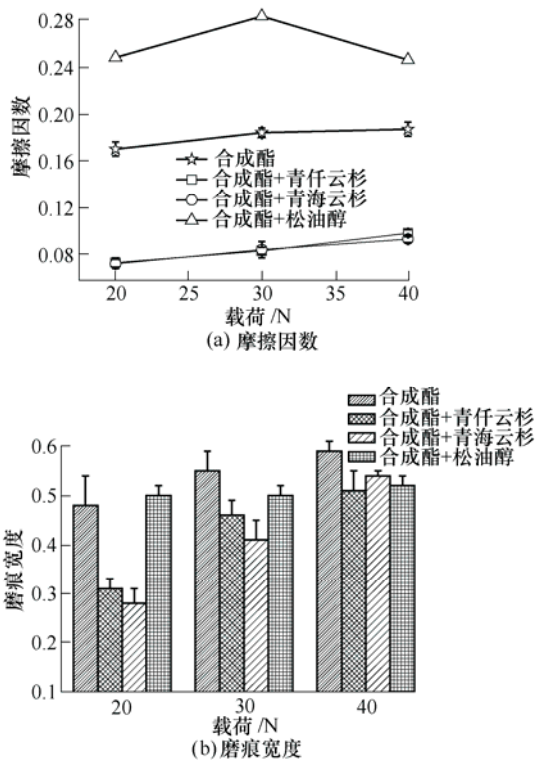 0.28
0.24
0.20
0.16
0.08
摩擦因数
合成酯
合成酯+青仟云杉
合成酯+青海云杉
合成酯+松油醇
20 25 30 35 40
载荷/N
(a) 摩擦因数
合成酯
合成酯+青仟云杉
合成酯+青海云杉
合成酯+松油醇
0.6
0.5
0.4
0.3
0.2
0.1
磨痕宽度
20 30 40
载荷/N
(b)磨痕宽度